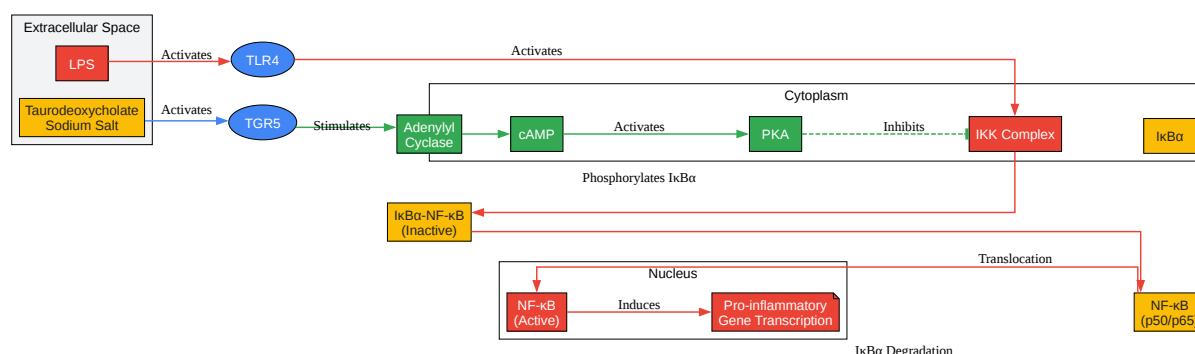 Extracellular Space
LPS
Activates
TLR4
Activates
Cytoplasm
Taurodeoxycholate
Sodium Salt
Activates
TGR5
Stimulates
Adenylyl
Cyclase
cAMP
Activates
PKA
Inhibits
IKK Complex
IκBα
Phosphorylates IκBα
IκBα-NF-κB
(Inactive)
Translocation
Nucleus
NF-κB
(Active)
Induces
Pro-inflammatory
Gene Transcription
NF-κB
(p50/p65)
IκBα Degradation